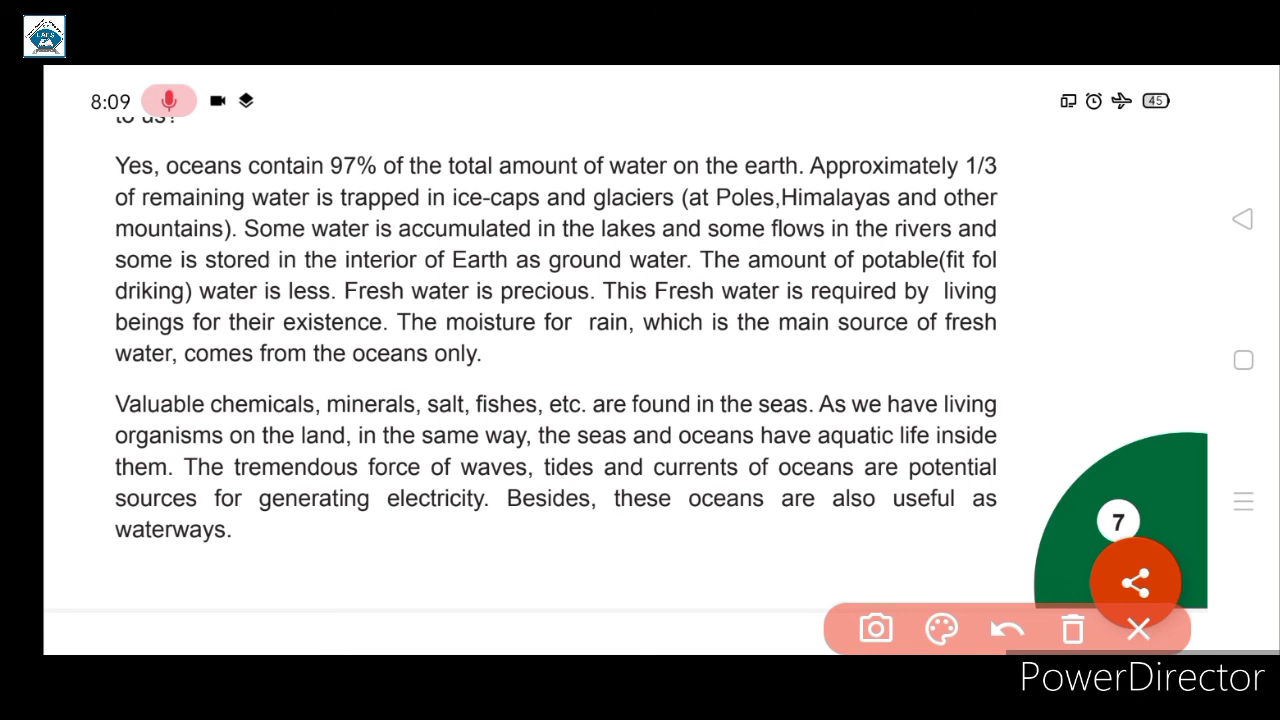 LAES
8:09
45
to us?
Yes, oceans contain 97% of the total amount of water on the earth. Approximately 1/3
of remaining water is trapped in ice-caps and glaciers (at Poles,Himalayas and other
mountains). Some water is accumulated in the lakes and some flows in the rivers and
some is stored in the interior of Earth as ground water. The amount of potable(fit fol
driking) water is less. Fresh water is precious. This Fresh water is required by living
beings for their existence. The moisture for rain, which is the main source of fresh
water, comes from the oceans only.
Valuable chemicals, minerals, salt, fishes, etc. are found in the seas. As we have living
organisms on the land, in the same way, the seas and oceans have aquatic life inside
them. The tremendous force of waves, tides and currents of oceans are potential
sources for generating electricity. Besides, these oceans are also useful as
waterways.
7
PowerDirector